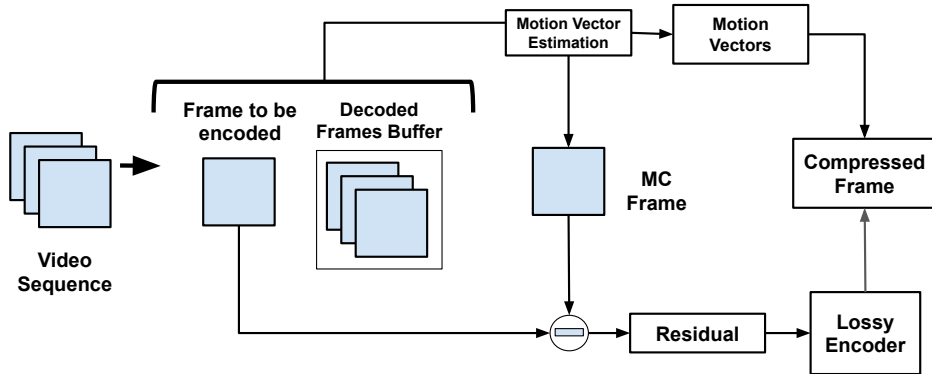 Motion Vector
Estimation
Motion
Vectors
Frame to be
encoded
Decoded
Frames Buffer
Compressed
Frame
MC
Frame
Video
Sequence
Residual
Lossy
Encoder